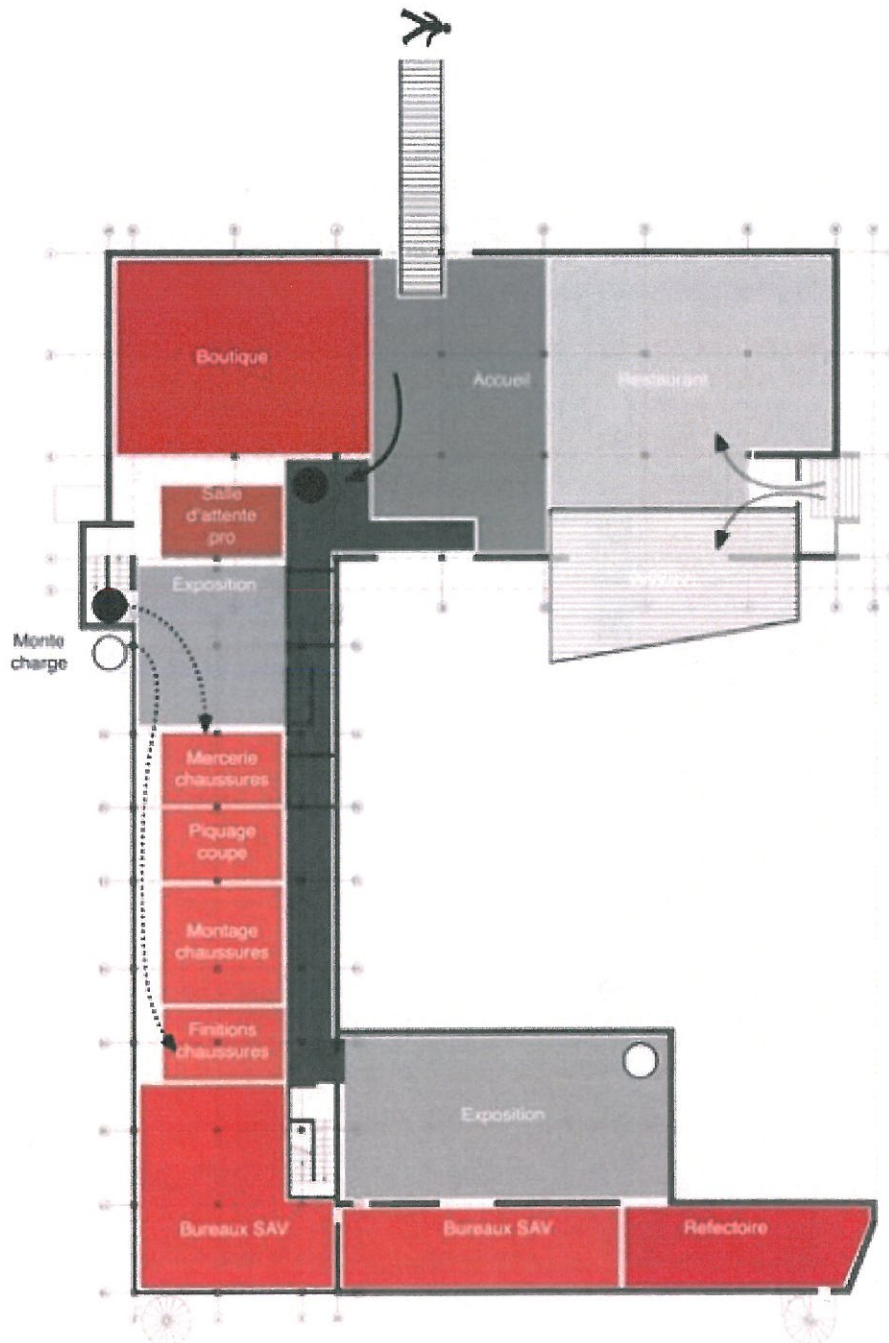 Boutique
Accueil
Restaurant
Salle
d'attente
pro
Exposition
Monte
charge
Mercerie
chaussures
Piquage
coupe
Montage
chaussures
Finitions
chaussures
Exposition
Bureaux SAV
Bureaux SAV
Refectoire